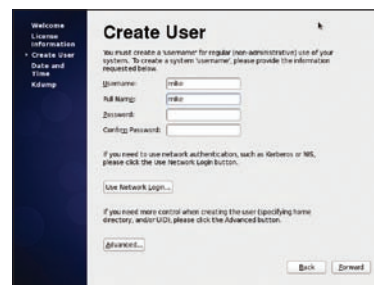 Welcome
License
Information
Create User
Date and
Time
Kdump
Create User
You must create a 'username' for regular (non-administrative) use of your
system. To create a system 'username', please provide the information
requested below.
Username: mike
Full Name: mike
Password:
Confirm Password:
If you need to use network authentication, such as Kerberos or NIS,
please click the Use Network Login button.
Use Network Login...
If you need more control when creating the user (specifying home
directory, and/or UID), please click the Advanced button.
Advanced...
Back Forward